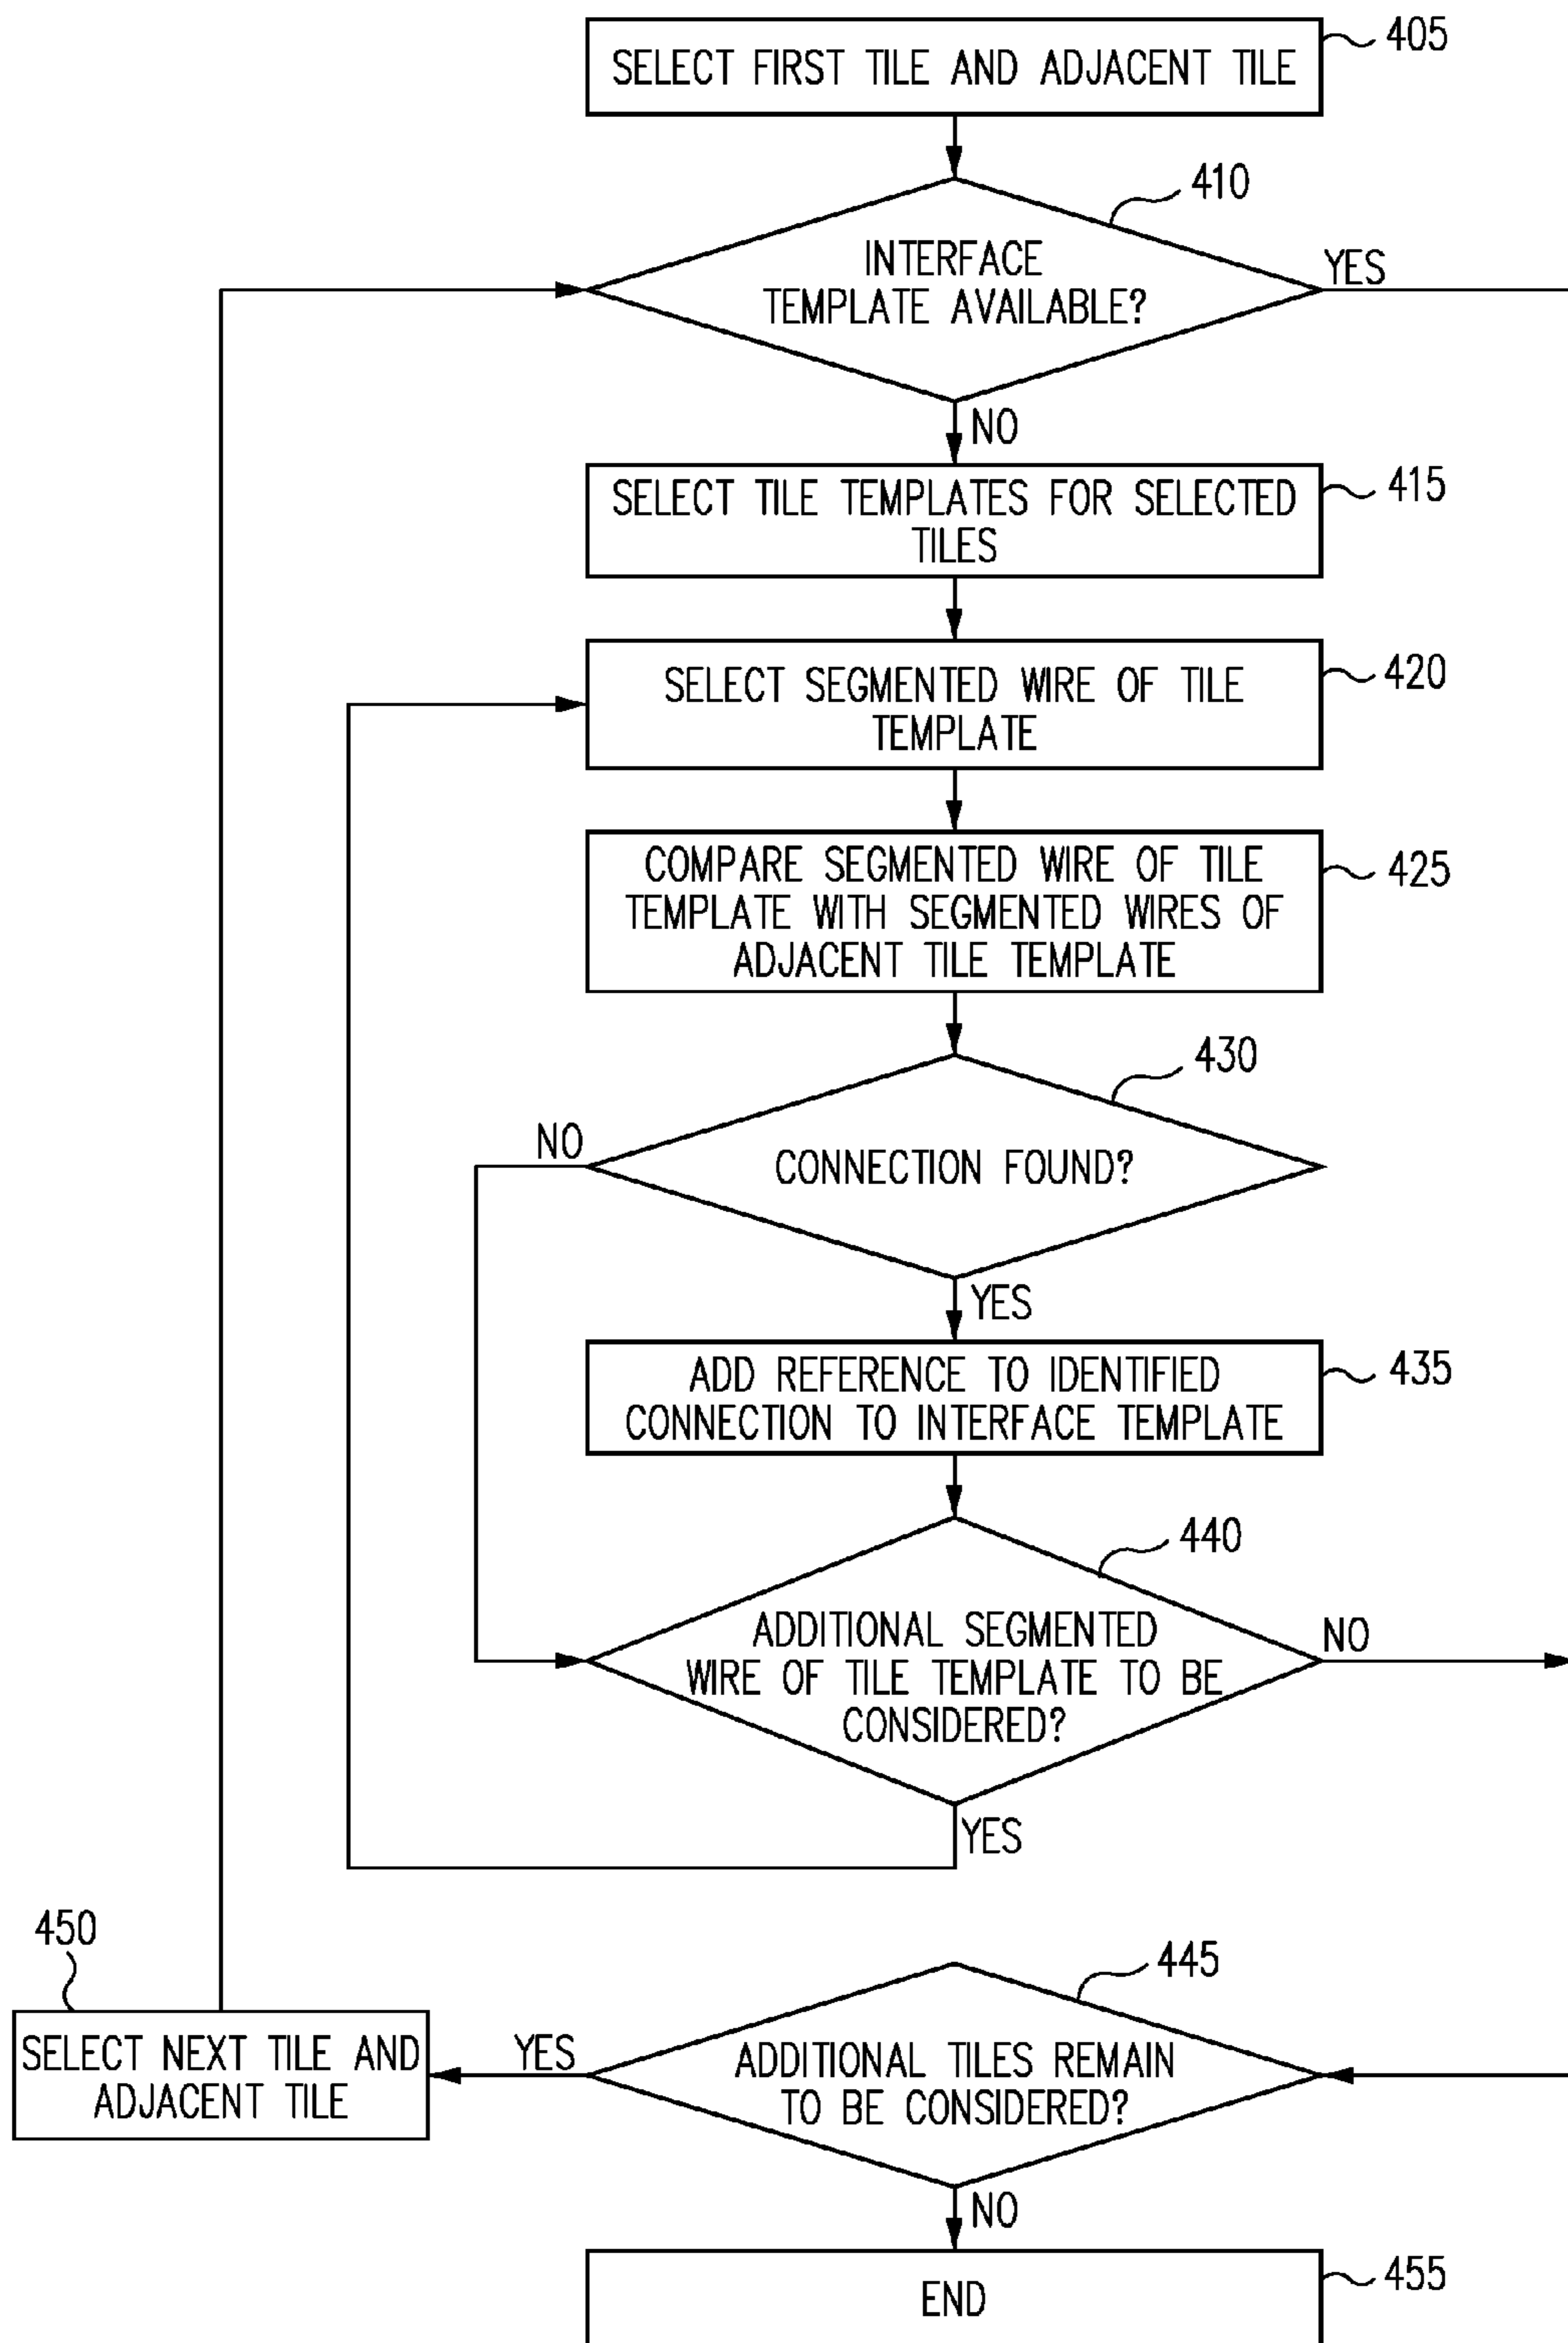 SELECT FIRST TILE AND ADJACENT TILE
405
410
INTERFACE
TEMPLATE AVAILABLE?
YES
NO
SELECT TILE TEMPLATES FOR SELECTED
TILES
415
SELECT SEGMENTED WIRE OF TILE
TEMPLATE
420
COMPARE SEGMENTED WIRE OF TILE
TEMPLATE WITH SEGMENTED WIRES OF
ADJACENT TILE TEMPLATE
425
430
NO
CONNECTION FOUND?
YES
ADD REFERENCE TO IDENTIFIED
CONNECTION TO INTERFACE TEMPLATE
435
440
ADDITIONAL SEGMENTED
WIRE OF TILE TEMPLATE TO BE
CONSIDERED?
NO
YES
450
445
SELECT NEXT TILE AND
ADJACENT TILE
YES
ADDITIONAL TILES REMAIN
TO BE CONSIDERED?
NO
END
455